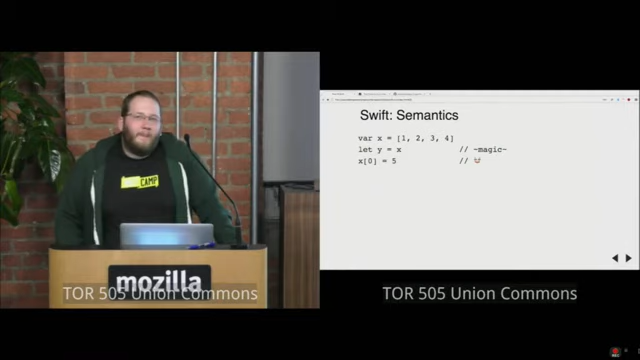 CAMP
mozilla
TOR 505 Union Commons
Swift: Semantics
var x = [1, 2, 3, 4]
let y = x // ~magic~
x[0] = 5 //
TOR 505 Union Commons